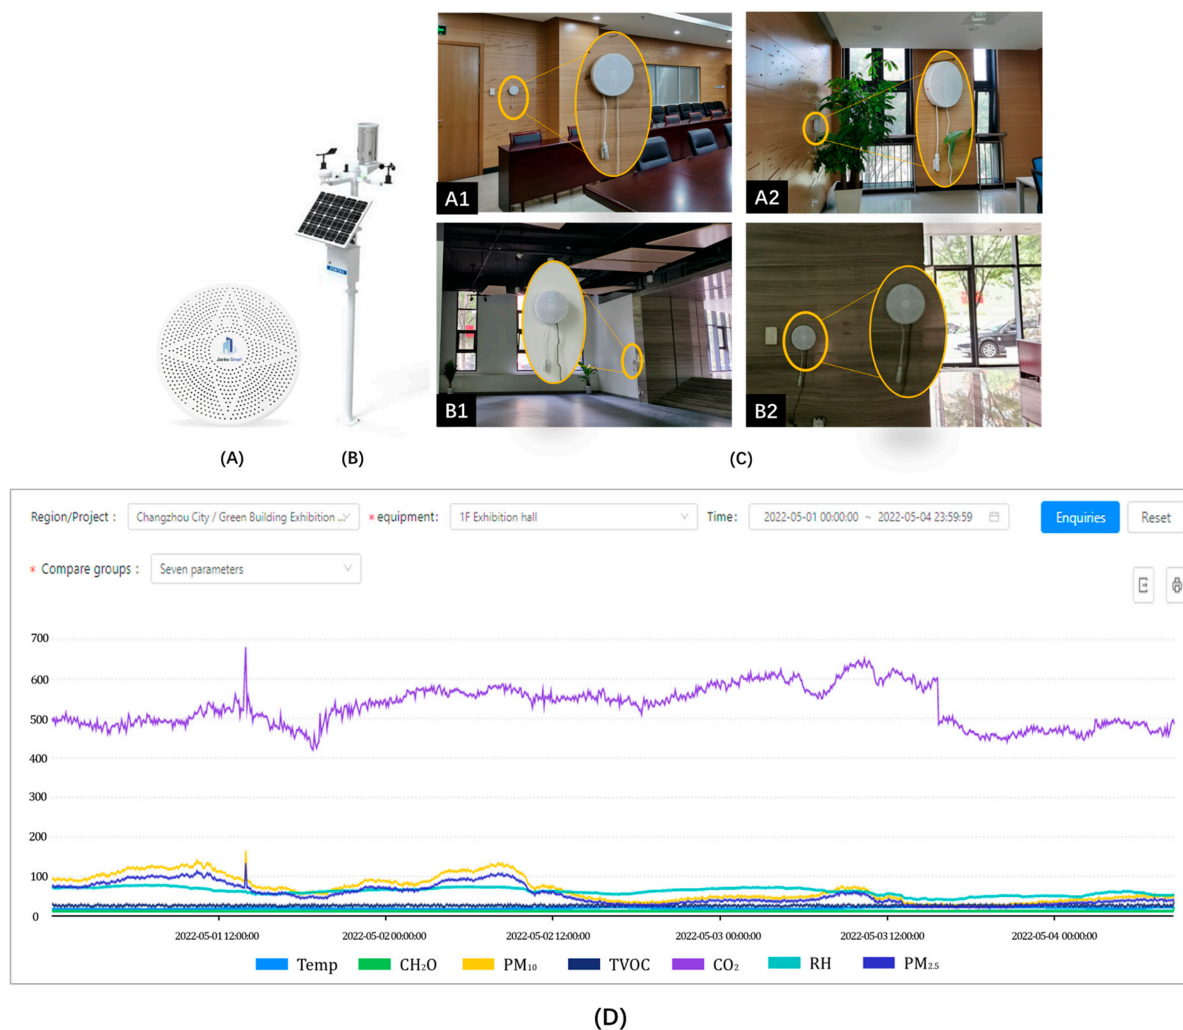 Jianke Smart
A1
A2
B1
B2
(A)
(B)
(C)
Region/Project : Changzhou City / Green Building Exhibition ... * equipment: 1F Exhibition hall Time: 2022-05-01 00:00:00 ~ 2022-05-04 23:59:59 Enquiries Reset
* Compare groups : Seven parameters
700
600
500
400
300
200
100
0
2022-05-01 12:00:00 2022-05-02 00:00:00 2022-05-02 12:00:00 2022-05-03 00:00:00 2022-05-03 12:00:00 2022-05-04 00:00:00
Temp CH₂O PM₁₀ TVOC CO₂ RH PM₂.₅
(D)